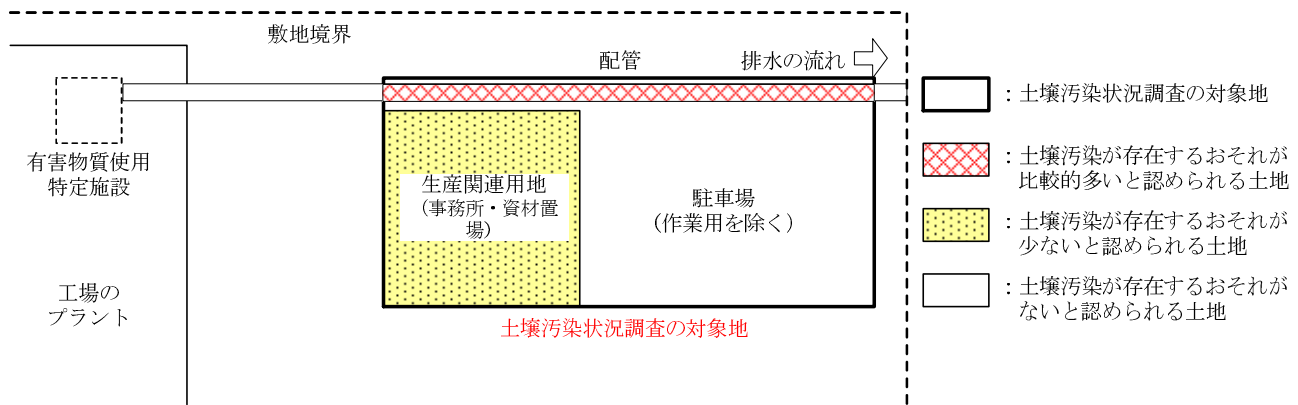 敷地境界
配管
排水の流れ
有害物質使用
特定施設
工場の
プラント
生産関連用地
（事務所・資材置
場）
駐車場
（作業用を除く）
土壌汚染状況調査の対象地
：土壌汚染状況調査の対象地
：土壌汚染が存在するおそれが
比較的多いと認められる土地
：土壌汚染が存在するおそれが
少ないと認められる土地
：土壌汚染が存在するおそれが
ないと認められる土地